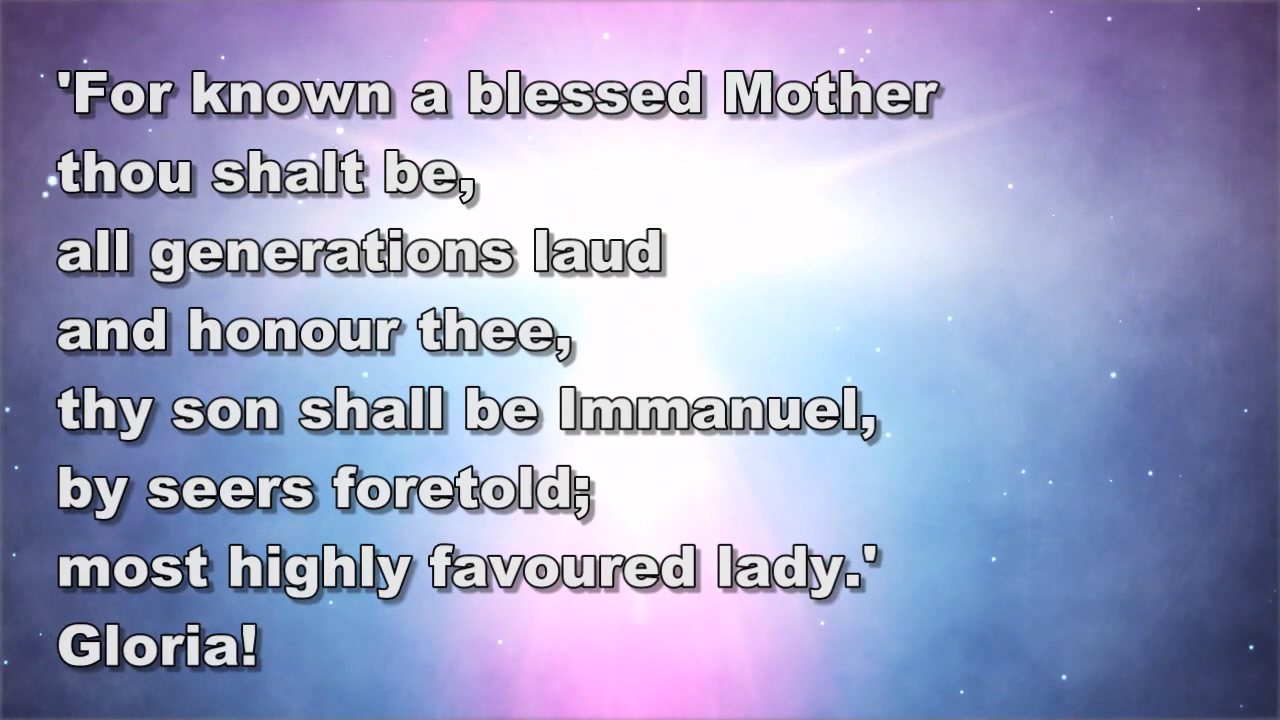 'For known a blessed Mother
thou shalt be,
all generations laud
and honour thee,
thy son shall be Immanuel,
by seers foretold;
most highly favoured lady.'
Gloria!